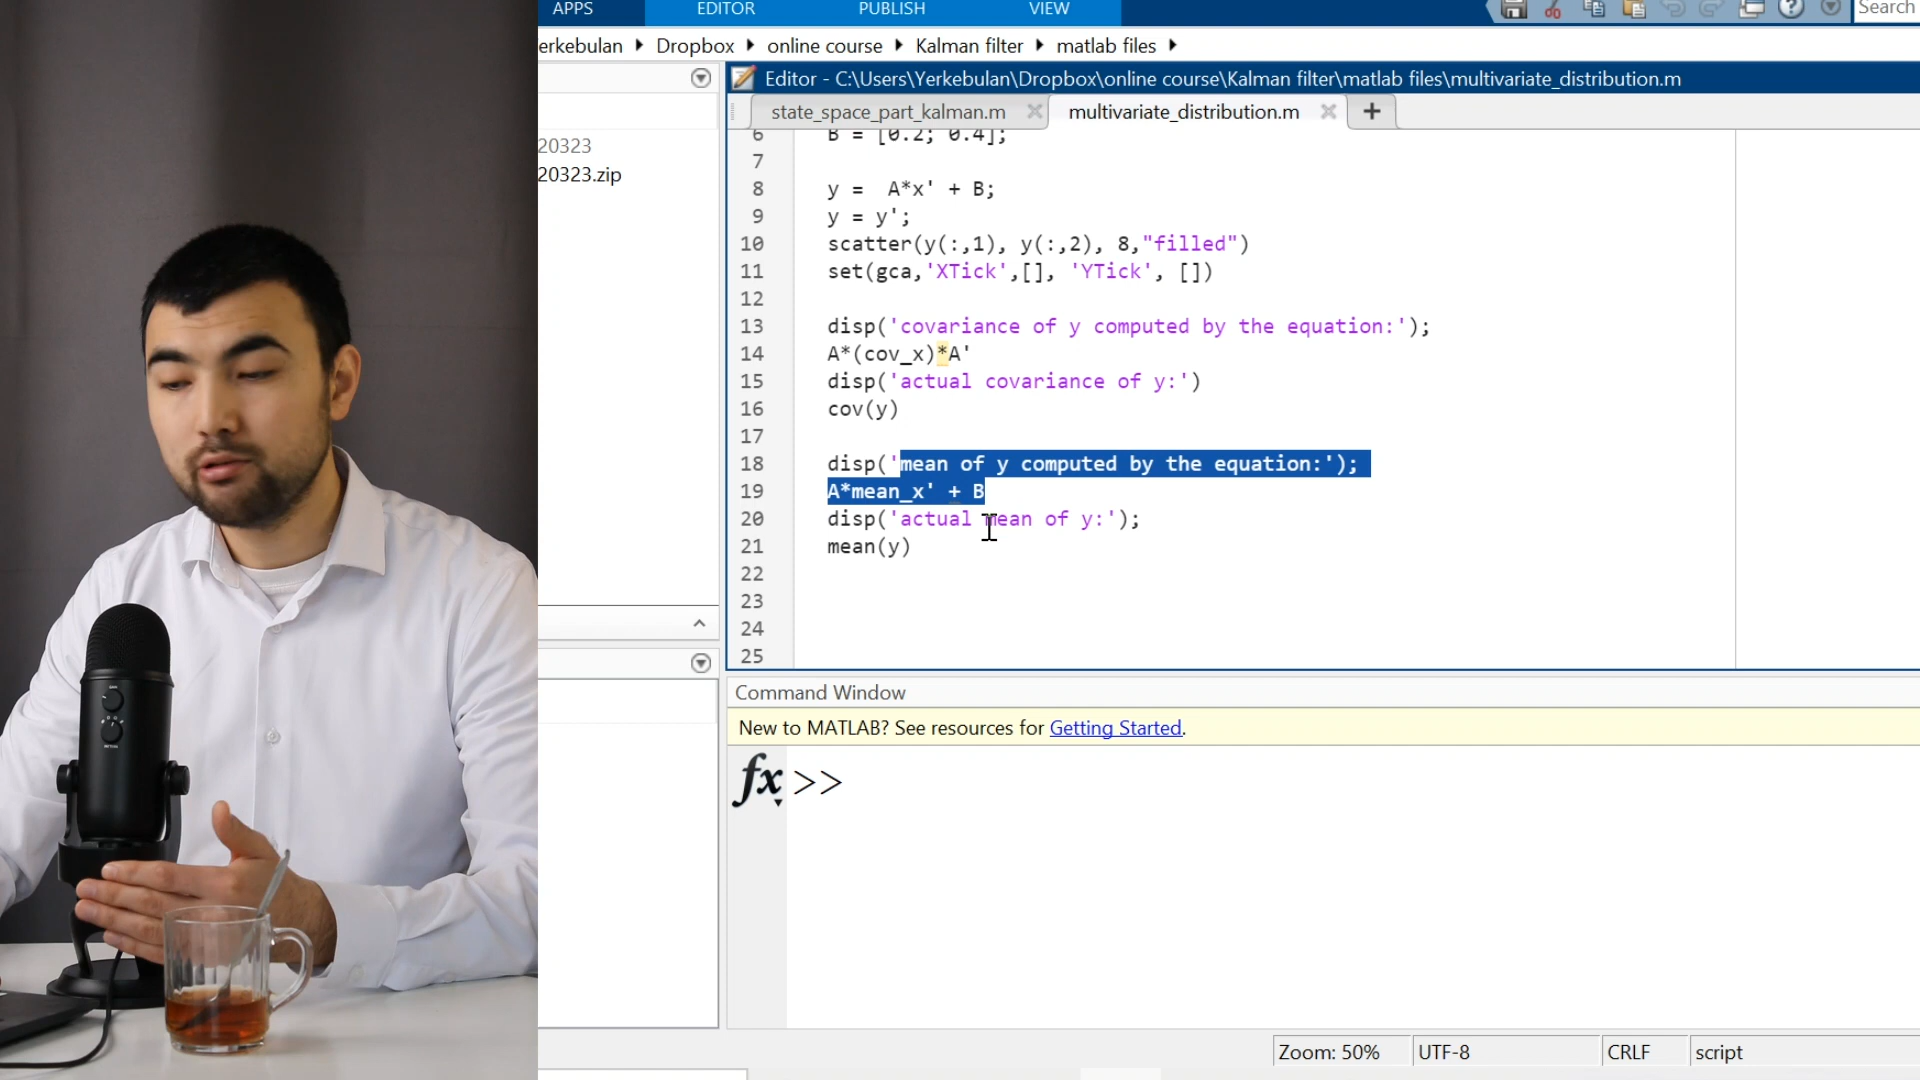 APPS EDITOR PUBLISH VIEW Search
erkebulan Dropbox online course Kalman filter matlab files
Editor - C:\Users\Yerkebulan\Dropbox\online course\Kalman filter\matlab files\multivariate_distribution.m
state_space_part_kalman.m multivariate_distribution.m
20323
20323.zip
6 B = [0.2; 0.4];
7
8 y = A*x' + B;
9 y = y';
10 scatter(y(:,1), y(:,2), 8,"filled")
11 set(gca,'XTick',[], 'YTick', [])
12
13 disp('covariance of y computed by the equation:');
14 A*(cov_x)*A'
15 disp('actual covariance of y:')
16 cov(y)
17
18 disp('mean of y computed by the equation:');
19 A*mean_x' + B
20 disp('actual mean of y:');
21 mean(y)
22
23
24
25
Command Window
New to MATLAB? See resources for Getting Started.
fx >>
Zoom: 50% UTF-8 CRLF script